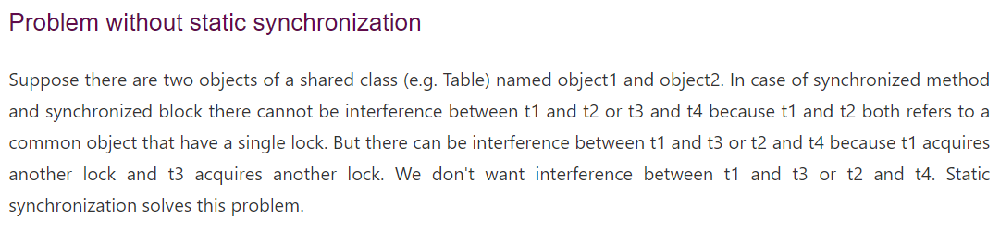 Problem without static synchronization
Suppose there are two objects of a shared class (e.g. Table) named object1 and object2. In case of synchronized method
and synchronized block there cannot be interference between t1 and t2 or t3 and t4 because t1 and t2 both refers to a
common object that have a single lock. But there can be interference between t1 and t3 or t2 and t4 because t1 acquires
another lock and t3 acquires another lock. We don't want interference between t1 and t3 or t2 and t4. Static
synchronization solves this problem.